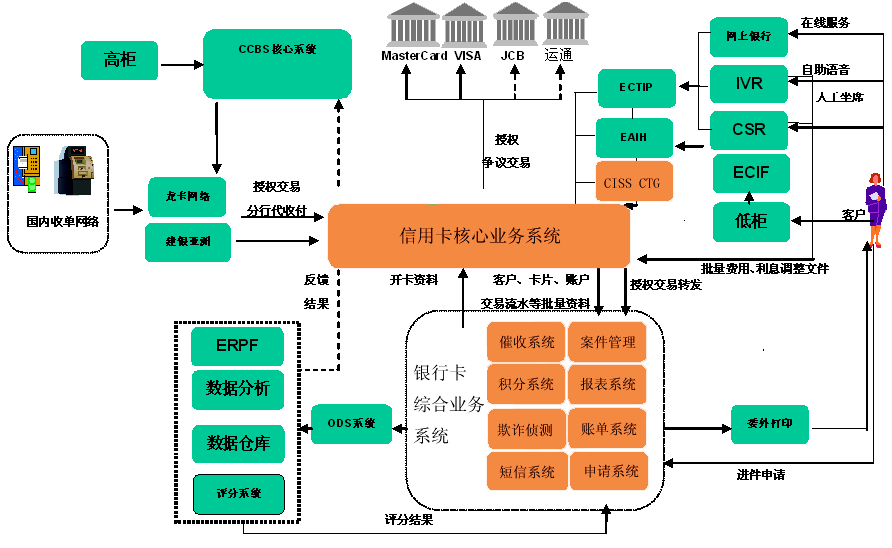 高柜
CCBS 核心系统
MasterCard
VISA
JCB
运通
授权
争议交易
ECTIP
EAIH
CISS CTG
网上银行
IVR
CSR
ECIF
低柜
在线服务
自助语音
人工坐席
客户
国内收单网络
龙卡网络
建银亚洲
授权交易
分行代收付
信用卡核心业务系统
批量费用、利息调整文件
反馈
结果
开卡资料
客户、卡片、账户
交易流水等批量资料
授权交易转发
ERPF
数据分析
数据仓库
评分系统
ODS系统
银行卡
综合业务
系统
催收系统
案件管理
积分系统
报表系统
欺诈侦测
账单系统
短信系统
申请系统
委外打印
进件申请
评分结果